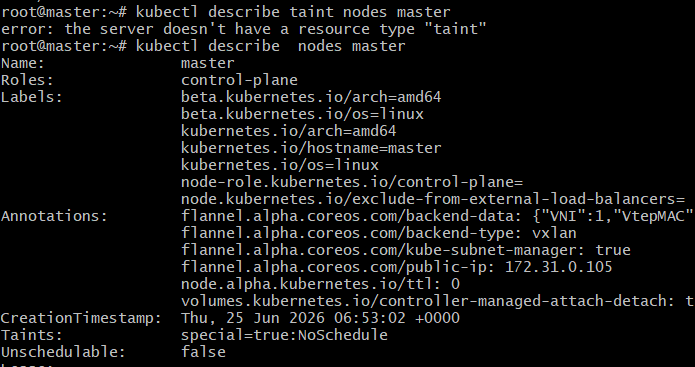 root@master:~# kubectl describe taint nodes master
error: the server doesn't have a resource type "taint"
root@master:~# kubectl describe  nodes master
Name:               master
Roles:              control-plane
Labels:             beta.kubernetes.io/arch=amd64
                    beta.kubernetes.io/os=linux
                    kubernetes.io/arch=amd64
                    kubernetes.io/hostname=master
                    kubernetes.io/os=linux
                    node-role.kubernetes.io/control-plane=
                    node.kubernetes.io/exclude-from-external-load-balancers=
Annotations:        flannel.alpha.coreos.com/backend-data: {"VNI":1,"VtepMAC"
                    flannel.alpha.coreos.com/backend-type: vxlan
                    flannel.alpha.coreos.com/kube-subnet-manager: true
                    flannel.alpha.coreos.com/public-ip: 172.31.0.105
                    node.alpha.kubernetes.io/ttl: 0
                    volumes.kubernetes.io/controller-managed-attach-detach: t
CreationTimestamp:  Thu, 25 Jun 2026 06:53:02 +0000
Taints:             special=true:NoSchedule
Unschedulable:      false